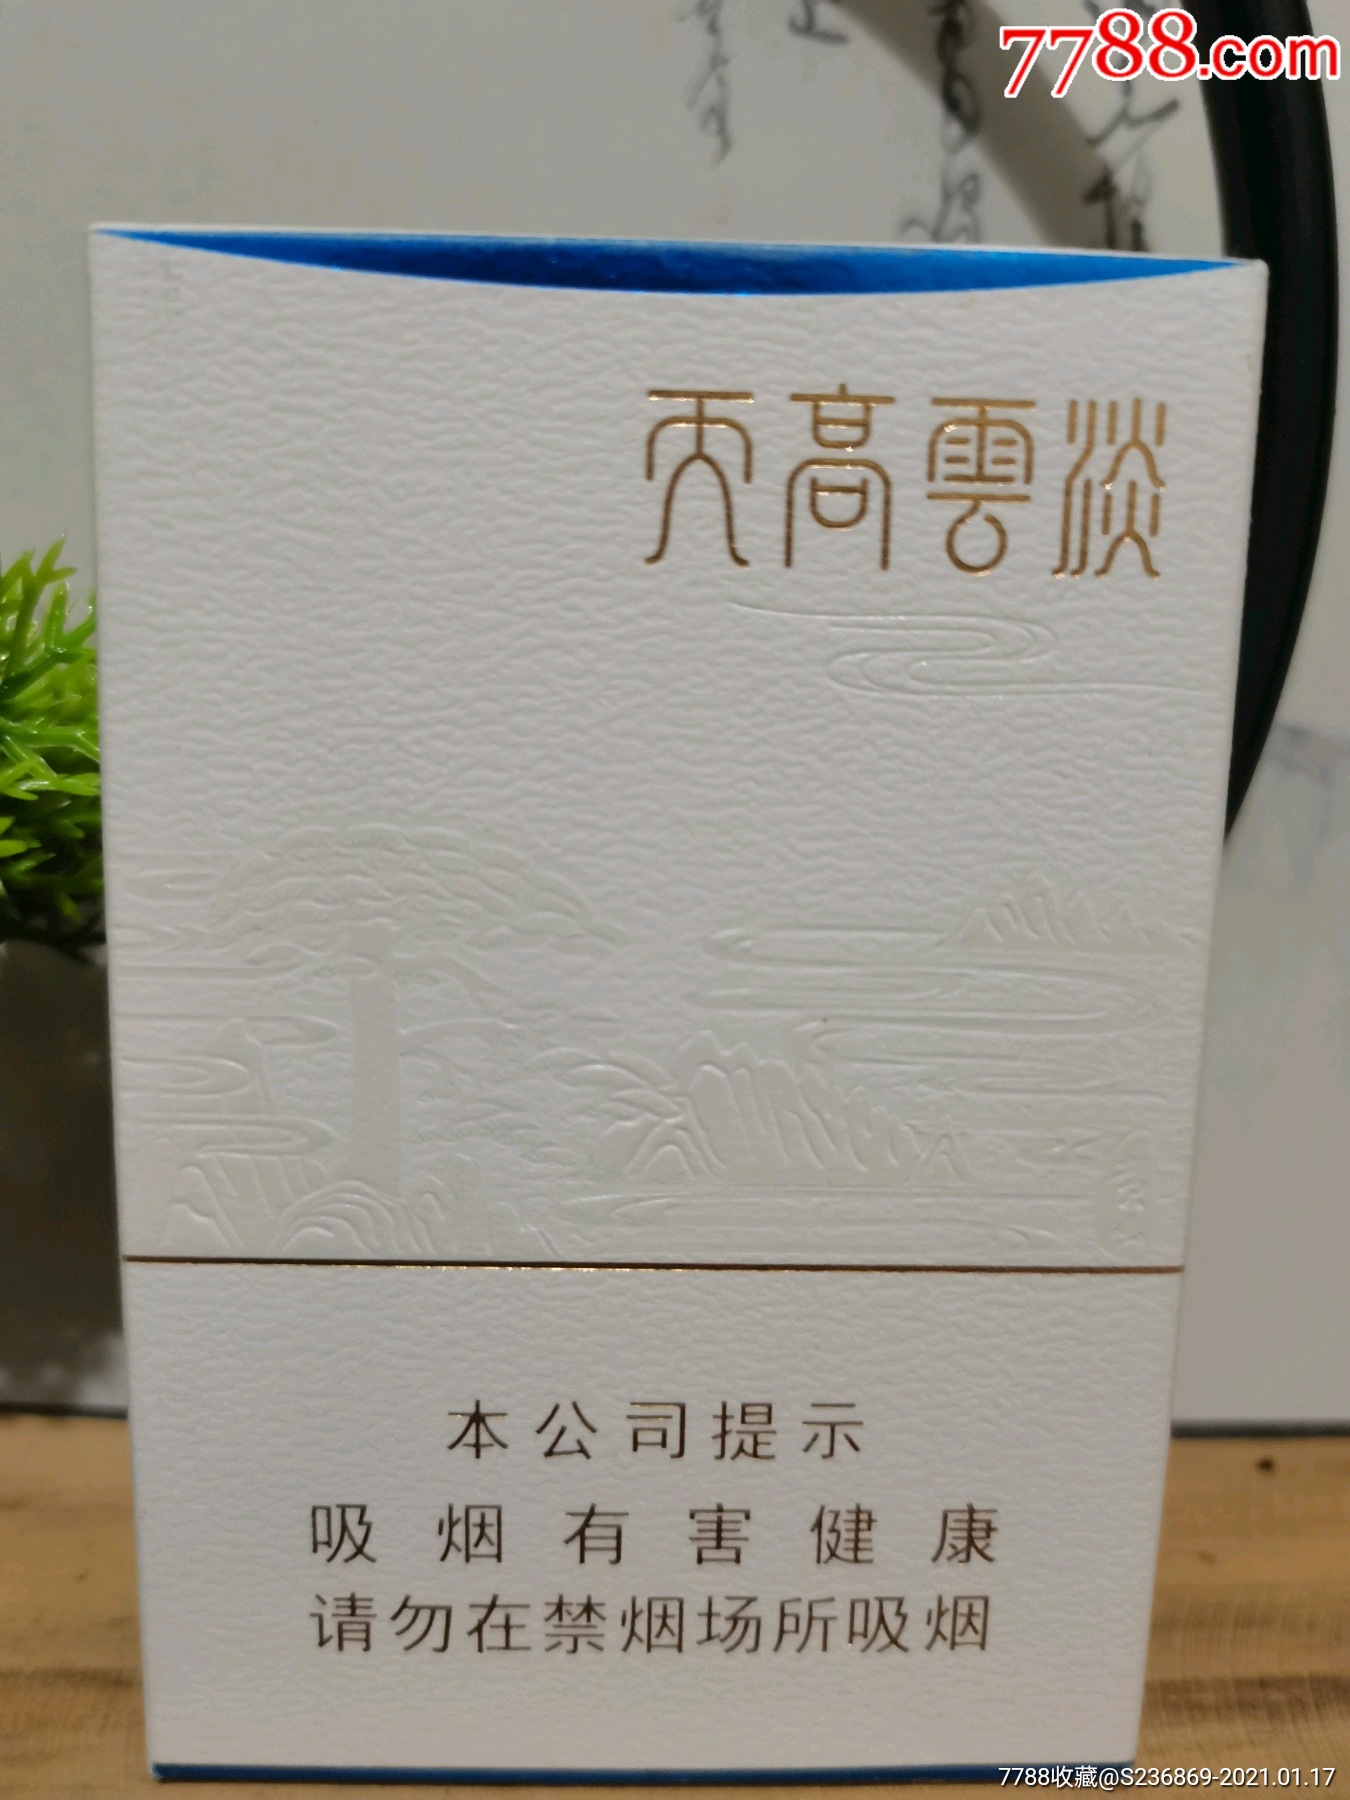 7788.com
天高雲淡
本公司提示
吸烟有害健康
请勿在禁烟场所吸烟
7788收藏@S236869-2021.01.17